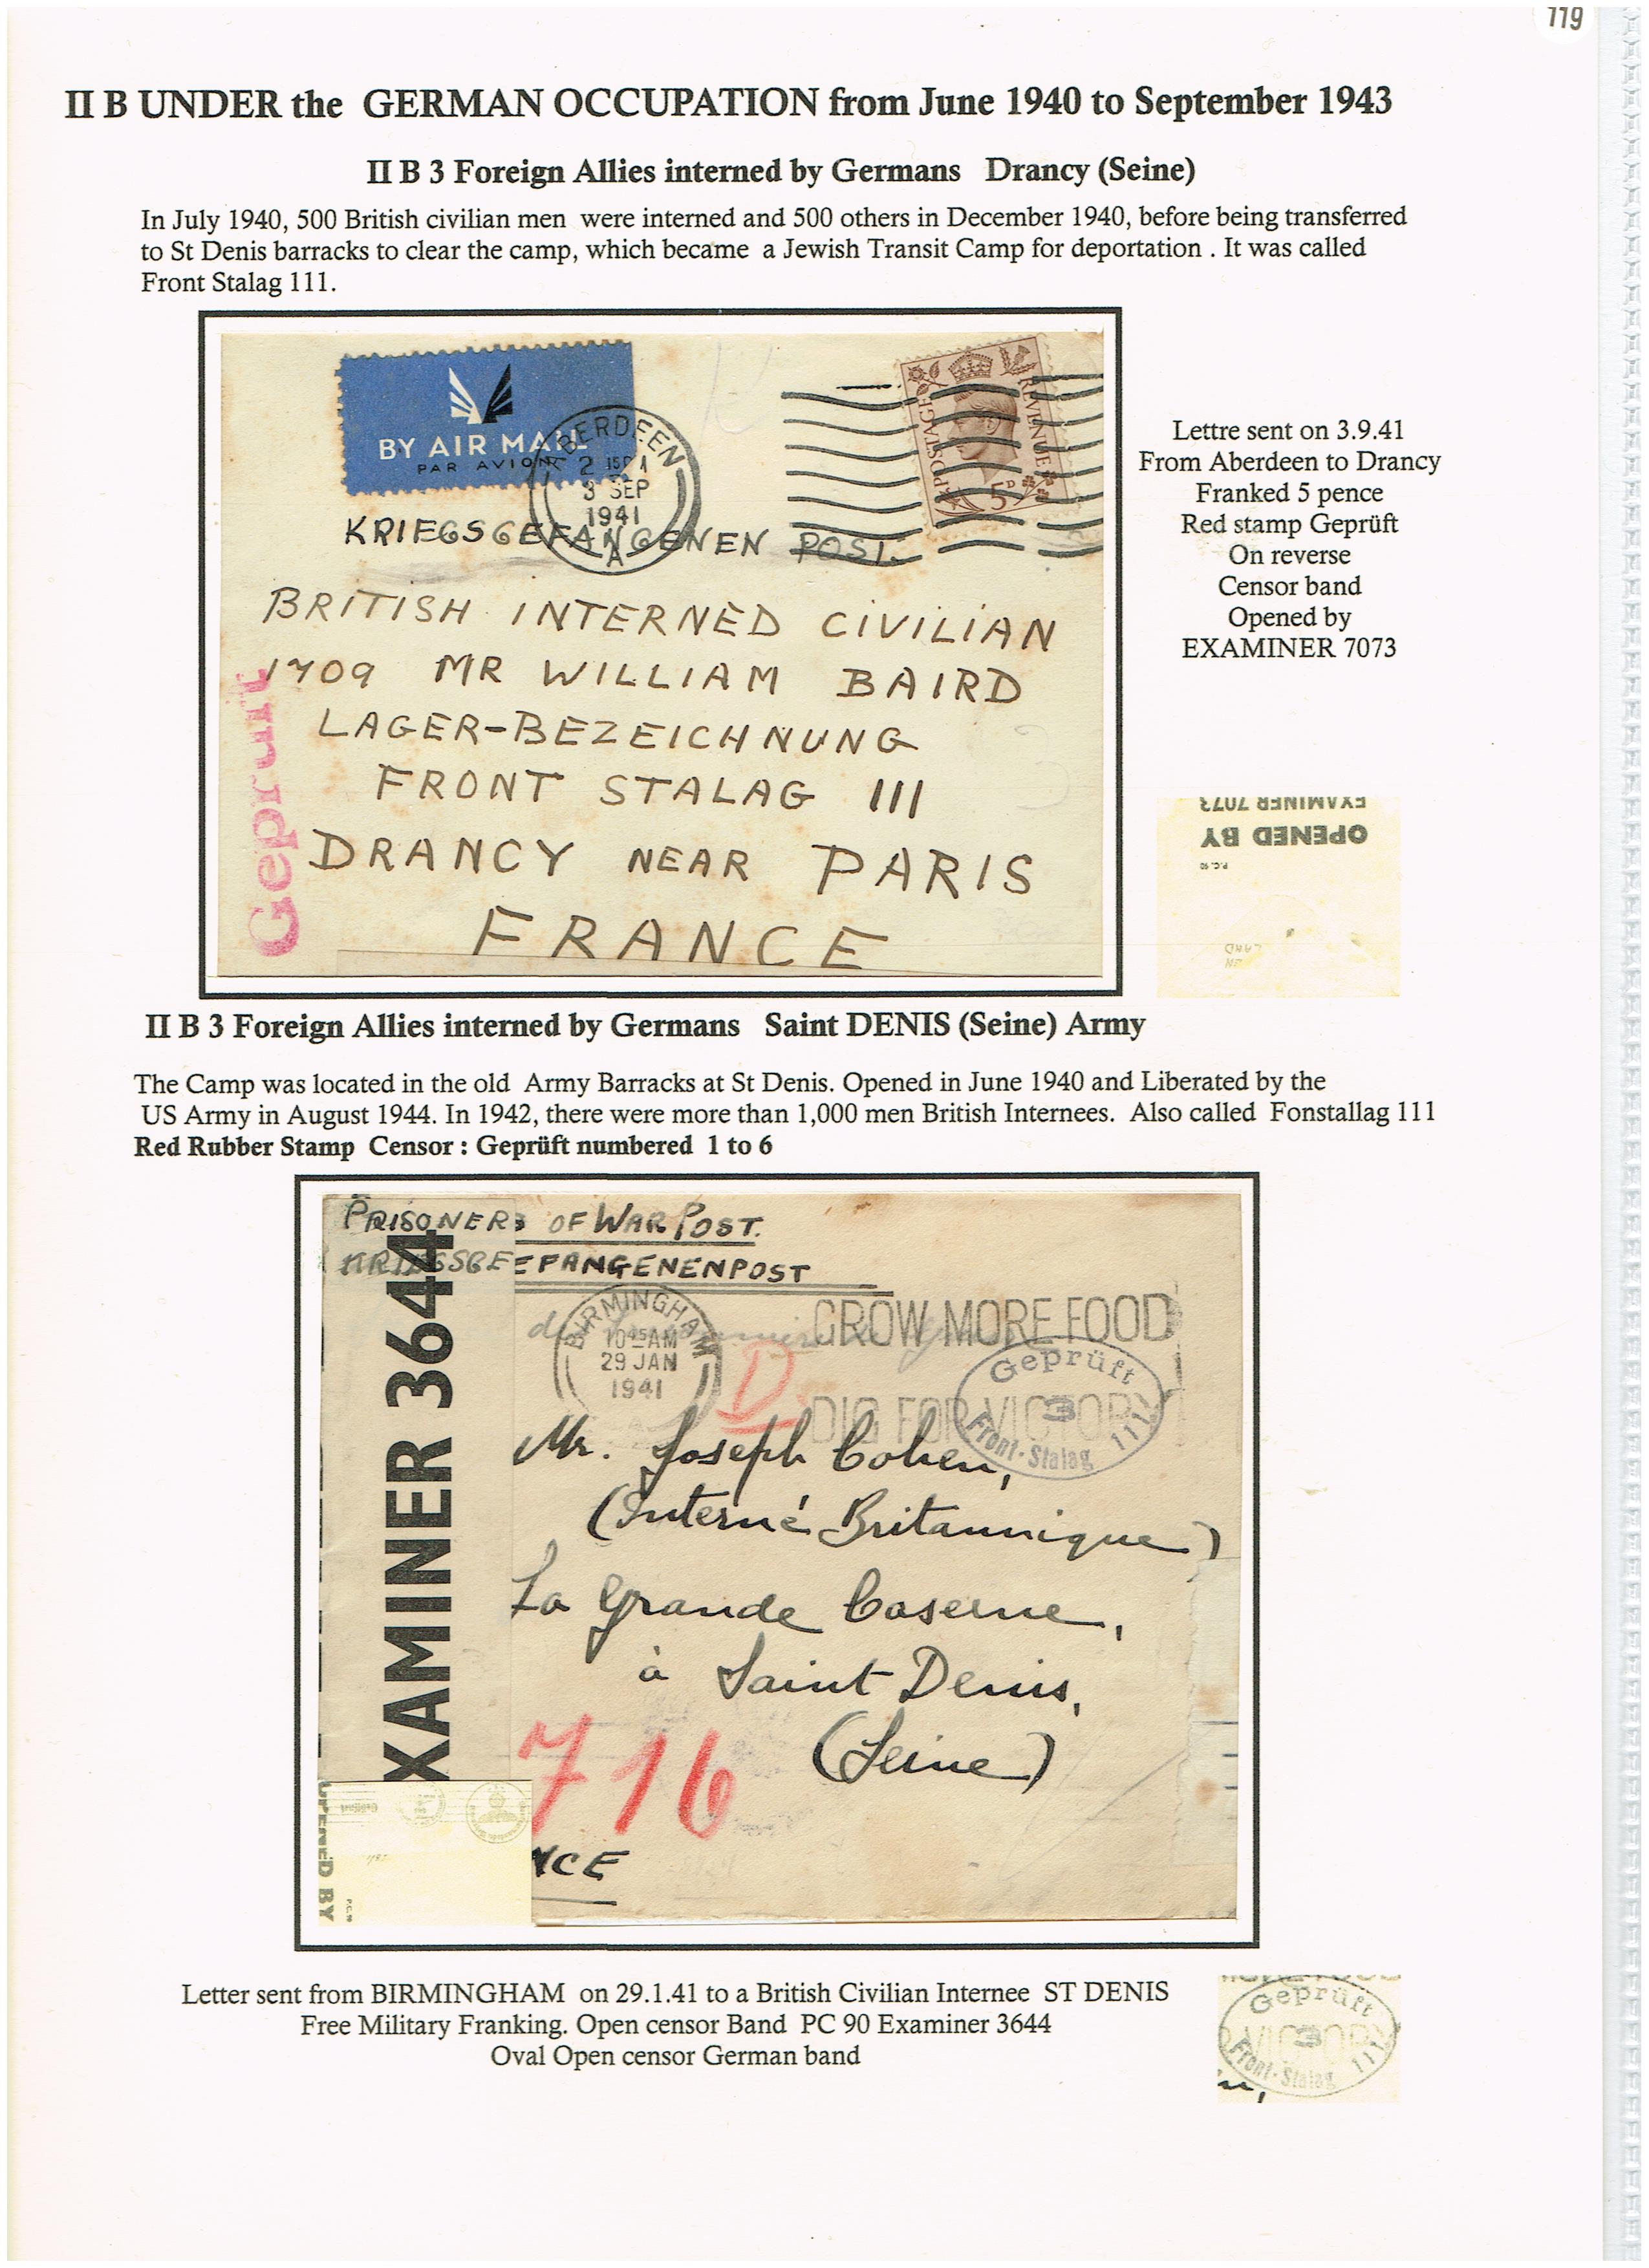 119
II B UNDER the GERMAN OCCUPATION from June 1940 to September 1943
II B 3 Foreign Allies interned by Germans Drancy (Seine)
In July 1940, 500 British civilian men were interned and 500 others in December 1940, before being transferred
to St Denis barracks to clear the camp, which became a Jewish Transit Camp for deportation . It was called
Front Stalag 111.
BY AIR MAIL
PAR AVION
ABERDEEN
3 SEP
1941
A
POSTAGE REVENUE
5D
KRIEGSGEFANGENEN POST.
BRITISH INTERNED CIVILIAN
1709 MR WILLIAM BAIRD
LAGER-BEZEICHNUNG
FRONT STALAG III
DRANCY NEAR PARIS
FRANCE
Geprüft
Lettre sent on 3.9.41
From Aberdeen to Drancy
Franked 5 pence
Red stamp Geprüft
On reverse
Censor band
Opened by
EXAMINER 7073
P.C. 90
OPENED BY
EXAMINER 7073
II B 3 Foreign Allies interned by Germans Saint DENIS (Seine) Army
The Camp was located in the old Army Barracks at St Denis. Opened in June 1940 and Liberated by the
US Army in August 1944. In 1942, there were more than 1,000 men British Internees. Also called Fonstallag 111
Red Rubber Stamp Censor : Geprüft numbered 1 to 6
PRISONERS OF WAR POST.
KRIEGSGEFANGENENPOST
BIRMINGHAM
10 45 AM
29 JAN
1941
GROW MORE FOOD
DIG FOR VICTORY
D
Geprüft
3
Front-Stalag 111
Mr. Joseph Cohen,
(Interné Britannique)
La Grande Caserne,
à Saint Denis,
(Seine)
716
NCE
XAMINER 3644
OPENED BY
P.C. 90
Letter sent from BIRMINGHAM on 29.1.41 to a British Civilian Internee ST DENIS
Free Military Franking. Open censor Band PC 90 Examiner 3644
Oval Open censor German band
Geprüft
3
Front-Stalag 111